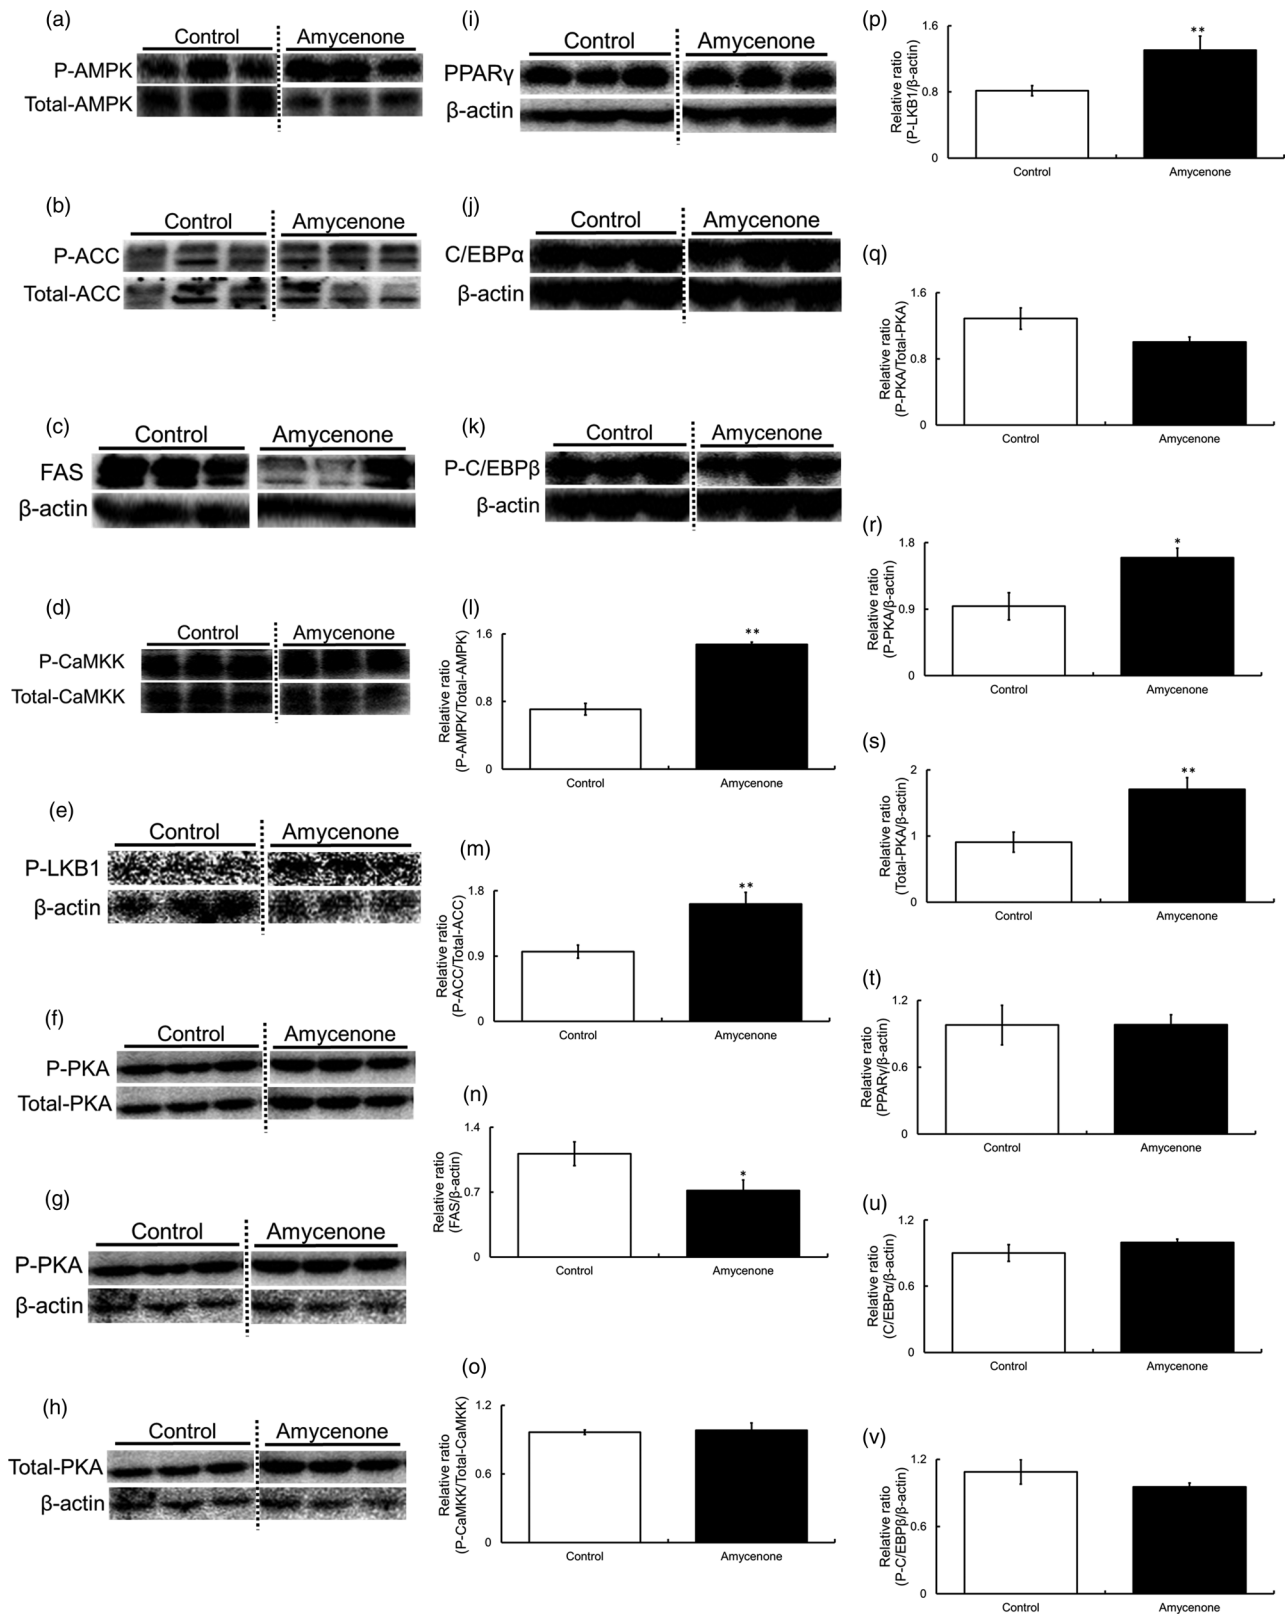 (a)
Control Amycenone
P-AMPK
Total-AMPK
(b)
Control Amycenone
P-ACC
Total-ACC
(c)
Control Amycenone
FAS
β-actin
(d)
Control Amycenone
P-CaMKK
Total-CaMKK
(e)
Control Amycenone
P-LKB1
β-actin
(f)
Control Amycenone
P-PKA
Total-PKA
(g)
Control Amycenone
P-PKA
β-actin
(h)
Control Amycenone
Total-PKA
β-actin
(i)
Control Amycenone
PPARγ
β-actin
(j)
Control Amycenone
C/EBPα
β-actin
(k)
Control Amycenone
P-C/EBPβ
β-actin
(l)
Relative ratio
(P-AMPK/Total-AMPK)
1.6
0.8
0
**
Control Amycenone
(m)
Relative ratio
(P-ACC/Total-ACC)
1.8
0.9
0
**
Control Amycenone
(n)
Relative ratio
(FAS/β-actin)
1.4
0.7
0
*
Control Amycenone
(o)
Relative ratio
(P-CaMKK/Total-CaMKK)
1.2
0.6
0
Control Amycenone
(p)
Relative ratio
(P-LKB1/β-actin)
1.6
0.8
0
**
Control Amycenone
(q)
Relative ratio
(P-PKA/Total-PKA)
1.6
0.8
0
Control Amycenone
(r)
Relative ratio
(P-PKA/β-actin)
1.8
0.9
0
*
Control Amycenone
(s)
Relative ratio
(Total-PKA/β-actin)
2
1
0
**
Control Amycenone
(t)
Relative ratio
(PPARγ/β-actin)
1.2
0.6
0
Control Amycenone
(u)
Relative ratio
(C/EBPα/β-actin)
1.2
0.6
0
Control Amycenone
(v)
Relative ratio
(P-C/EBPβ/β-actin)
1.2
0.6
0
Control Amycenone